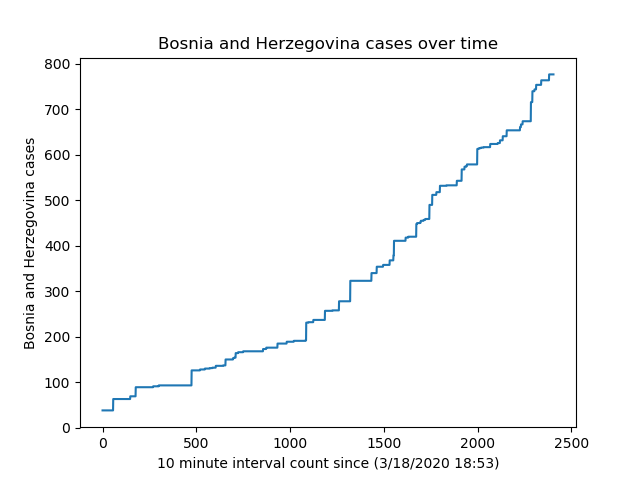 Bosnia and Herzegovina cases over time
800
700
600
500
400
300
200
100
0
Bosnia and Herzegovina cases
0 500 1000 1500 2000 2500
10 minute interval count since (3/18/2020 18:53)